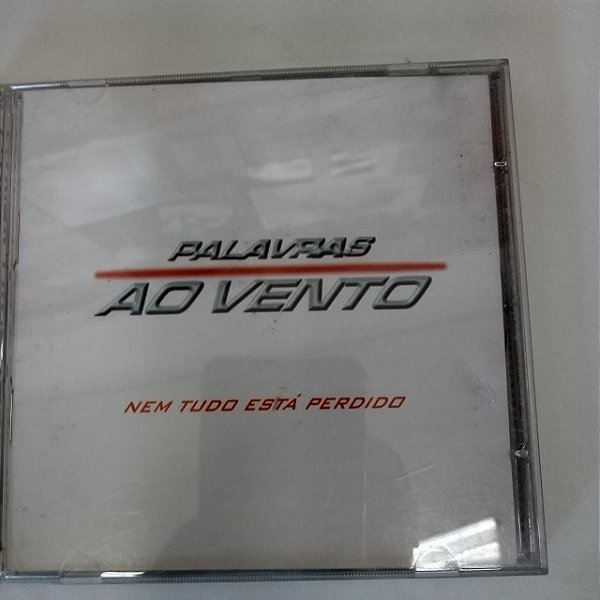 PALAVRAS
AO VENTO
NEM TUDO ESTÁ PERDIDO